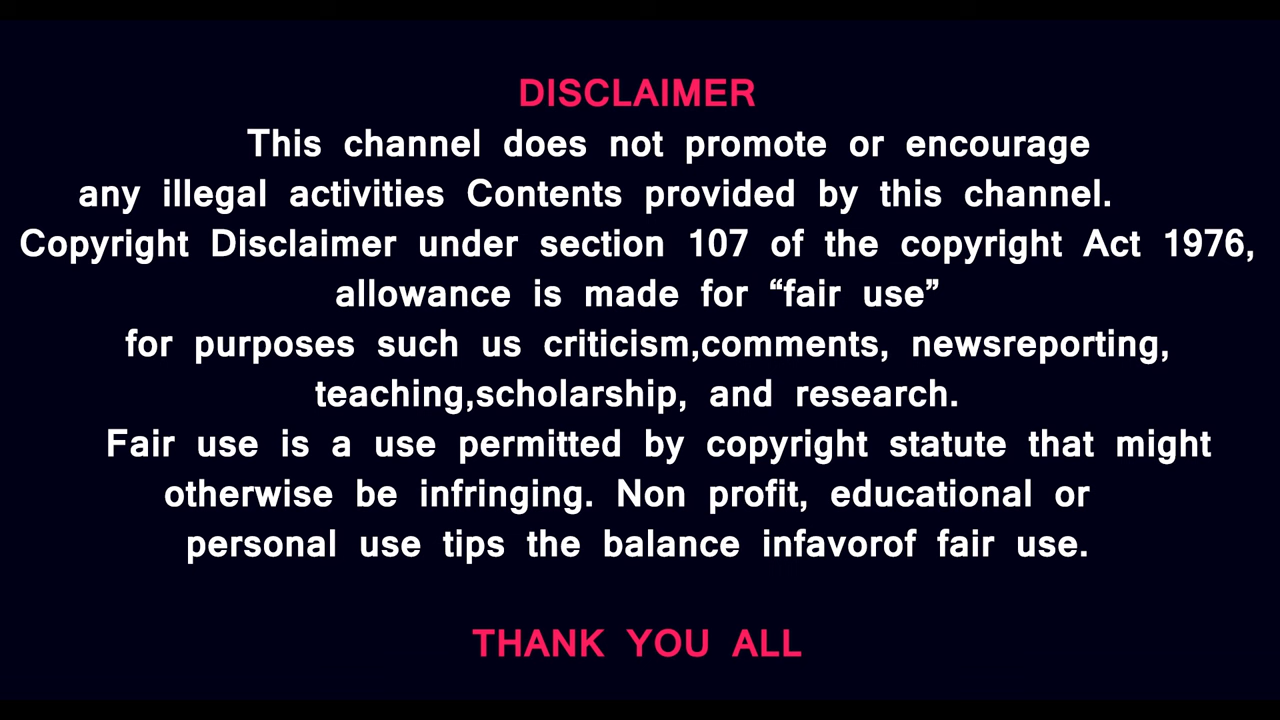 DISCLAIMER
This channel does not promote or encourage
any illegal activities Contents provided by this channel.
Copyright Disclaimer under section 107 of the copyright Act 1976,
allowance is made for “fair use”
for purposes such us criticism,comments, newsreporting,
teaching,scholarship, and research.
Fair use is a use permitted by copyright statute that might
otherwise be infringing. Non profit, educational or
personal use tips the balance infavorof fair use.
THANK YOU ALL